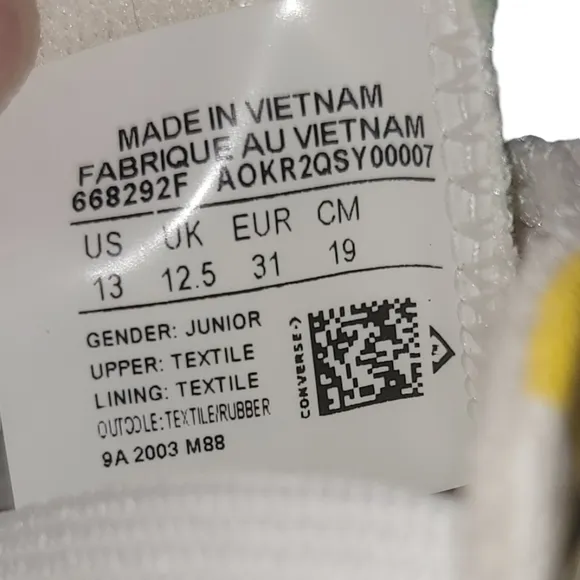 MADE IN VIETNAM
FABRIQUE AU VIETNAM
668292F AOKR2QSY00007
US UK EUR CM
13 12.5 31 19
GENDER: JUNIOR
UPPER: TEXTILE
LINING: TEXTILE
OUTOOLE: TEXTILE/RUBBER
9A 2003 M88
CONVERSE